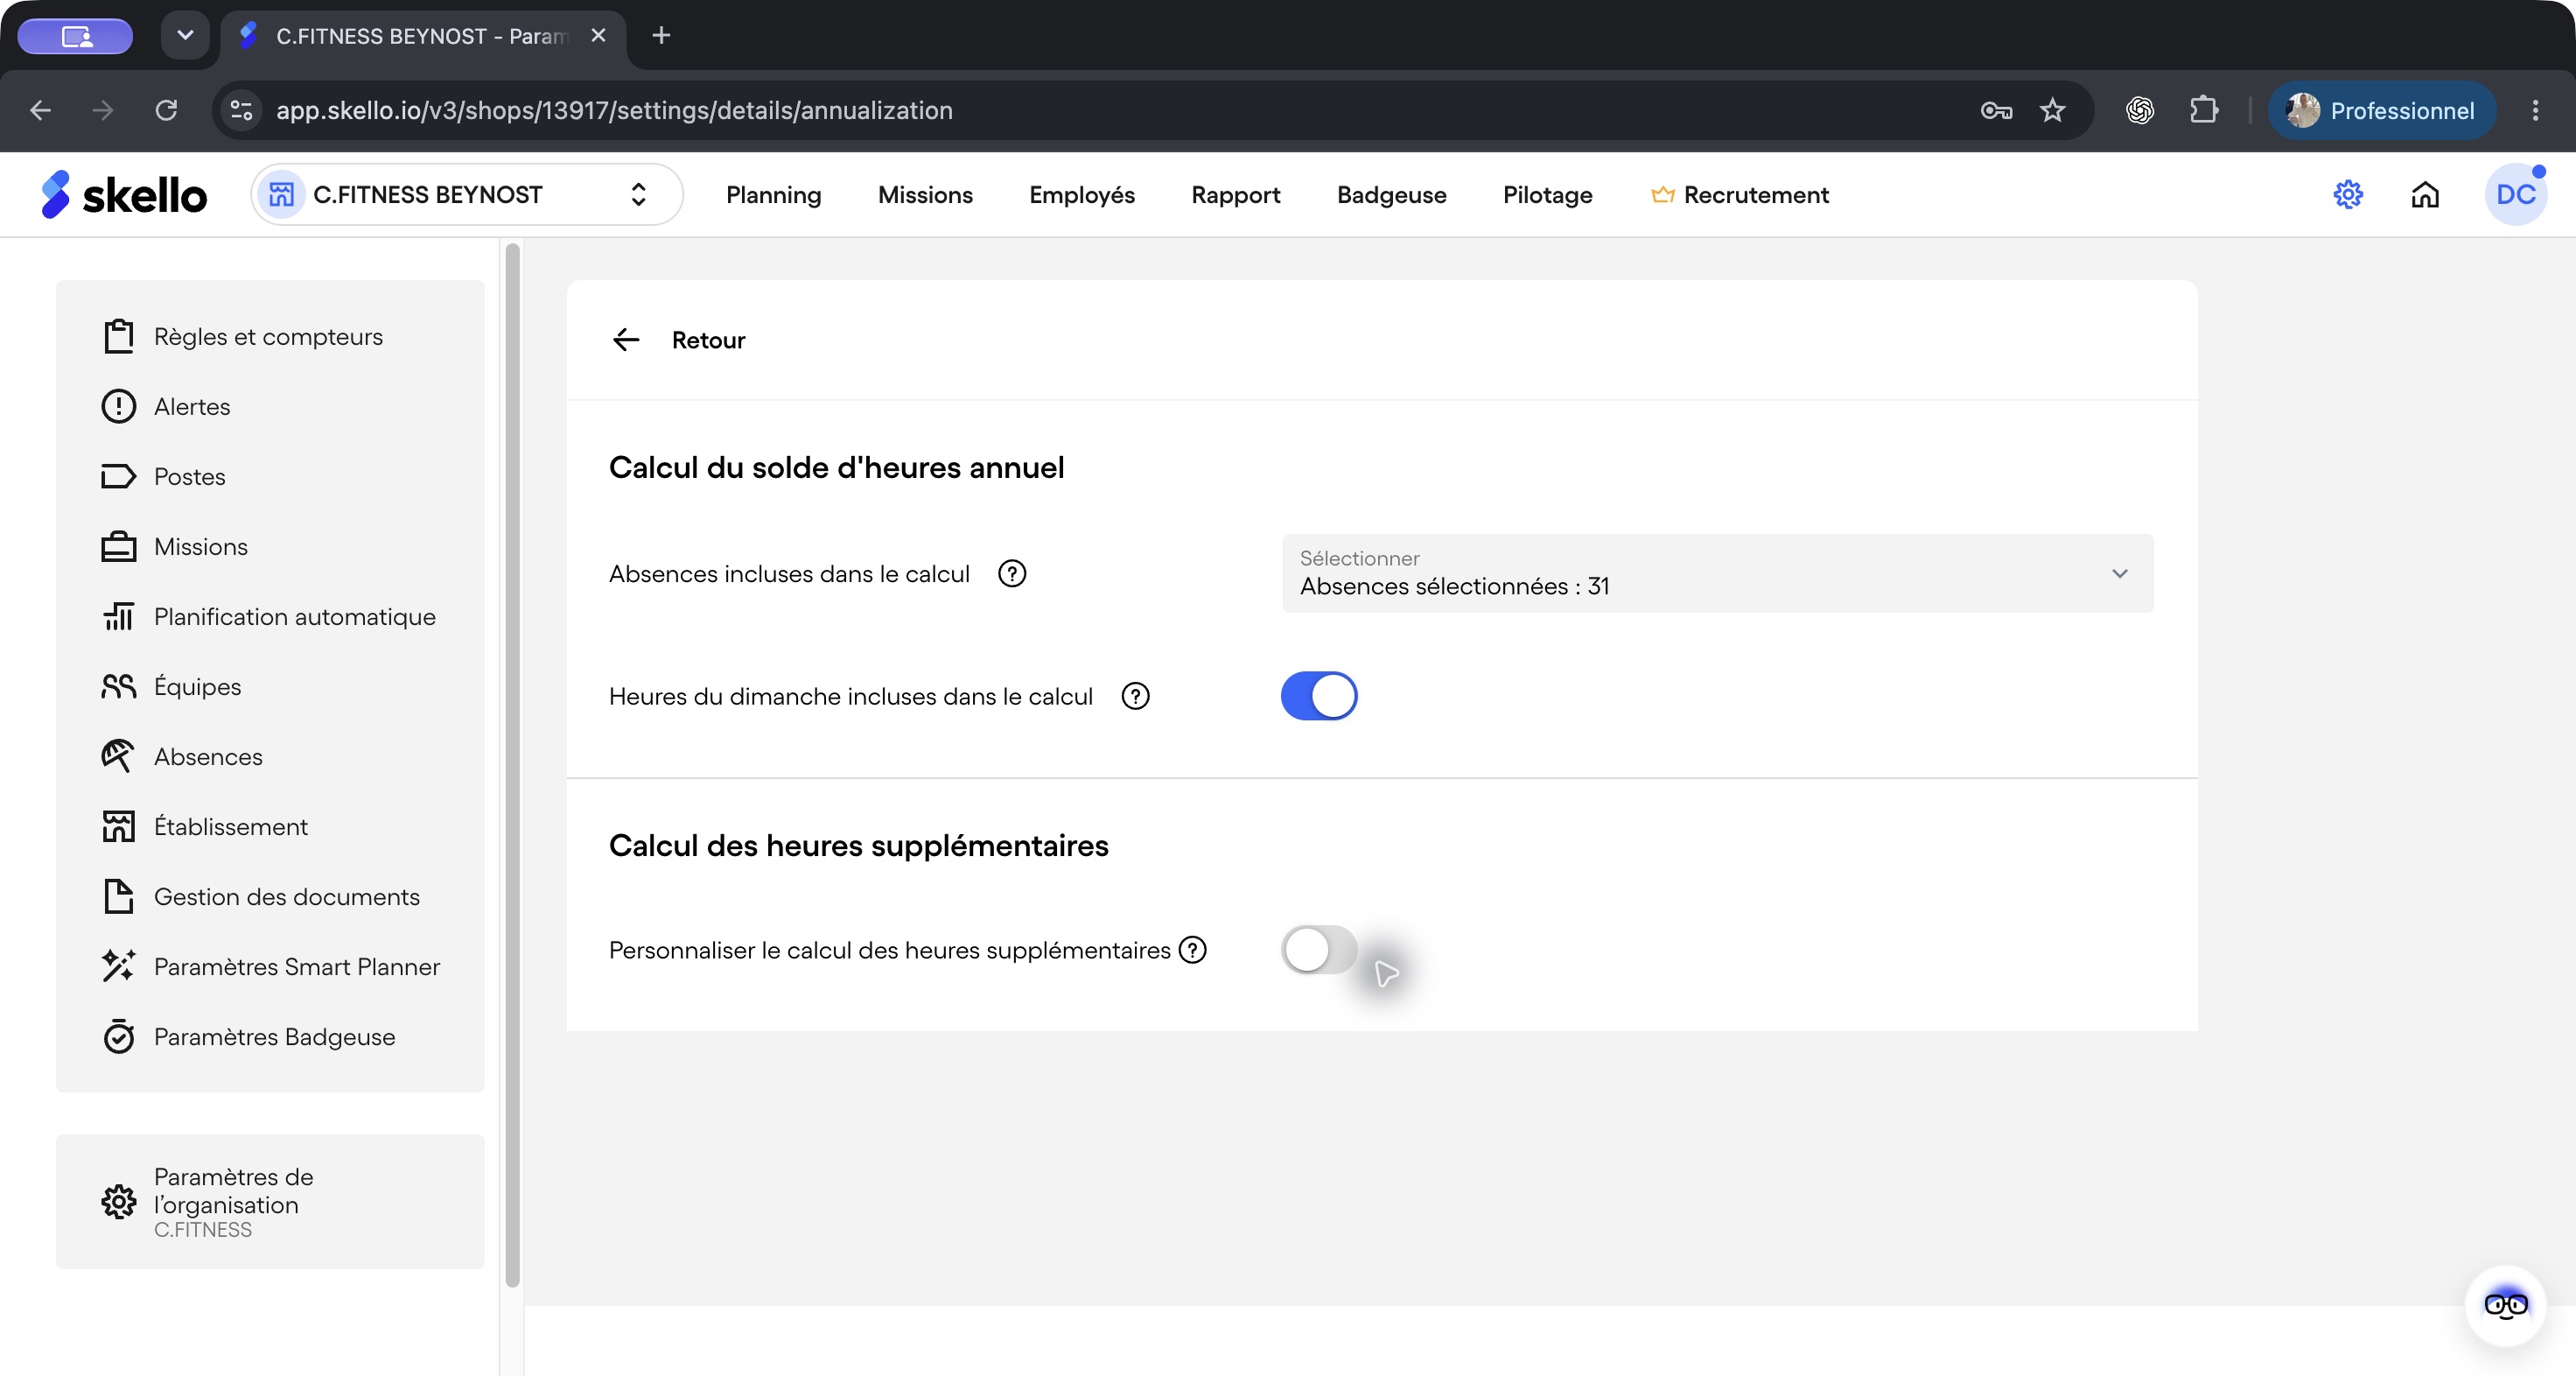 C.FITNESS BEYNOST - Param
app.skello.io/v3/shops/13917/settings/details/annualization
Professionnel
skello
C.FITNESS BEYNOST
Planning
Missions
Employés
Rapport
Badgeuse
Pilotage
Recrutement
DC
Règles et compteurs
Alertes
Postes
Missions
Planification automatique
Équipes
Absences
Établissement
Gestion des documents
Paramètres Smart Planner
Paramètres Badgeuse
Paramètres de
l’organisation
C.FITNESS
Retour
Calcul du solde d'heures annuel
Absences incluses dans le calcul
Sélectionner
Absences sélectionnées : 31
Heures du dimanche incluses dans le calcul
Calcul des heures supplémentaires
Personnaliser le calcul des heures supplémentaires